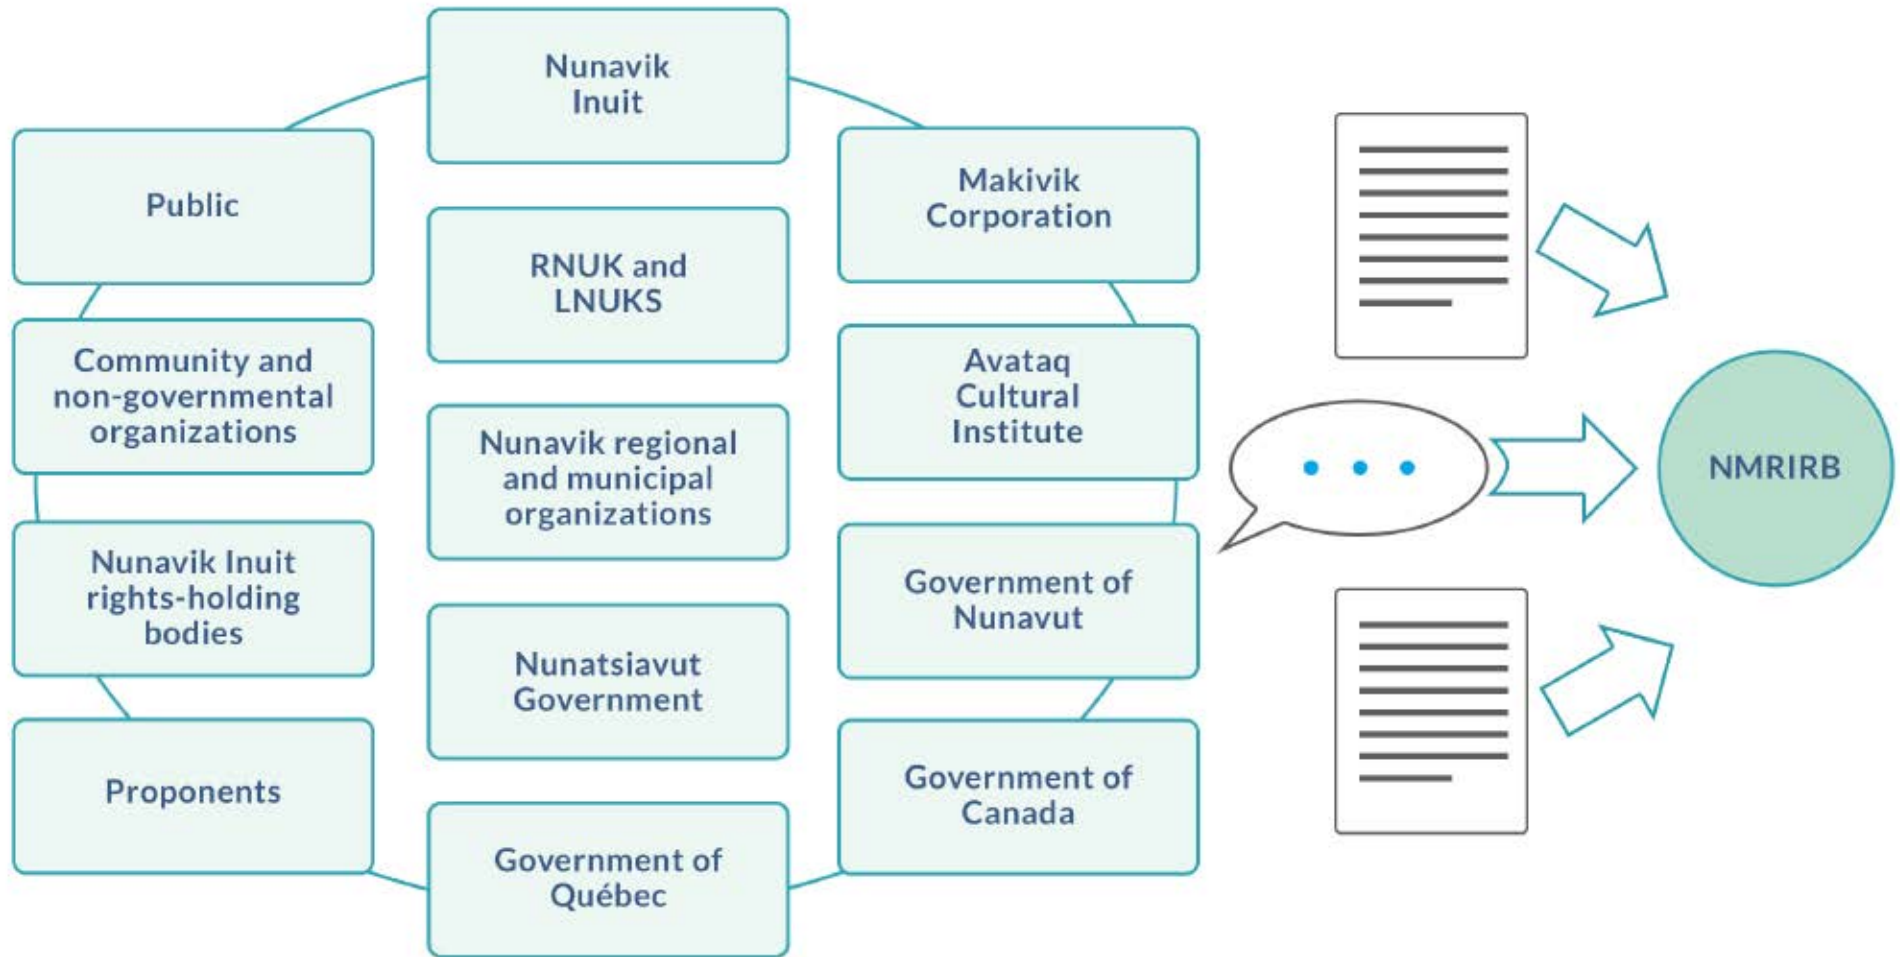 Nunavik
Inuit
Public
Makivik
Corporation
RNUK and
LNUKS
Community and
non-governmental
organizations
Avataq
Cultural
Institute
Nunavik regional
and municipal
organizations
NMRIRB
Nunavik Inuit
rights-holding
bodies
Government of
Nunavut
Nunatsiavut
Government
Proponents
Government of
Canada
Government of
Québec